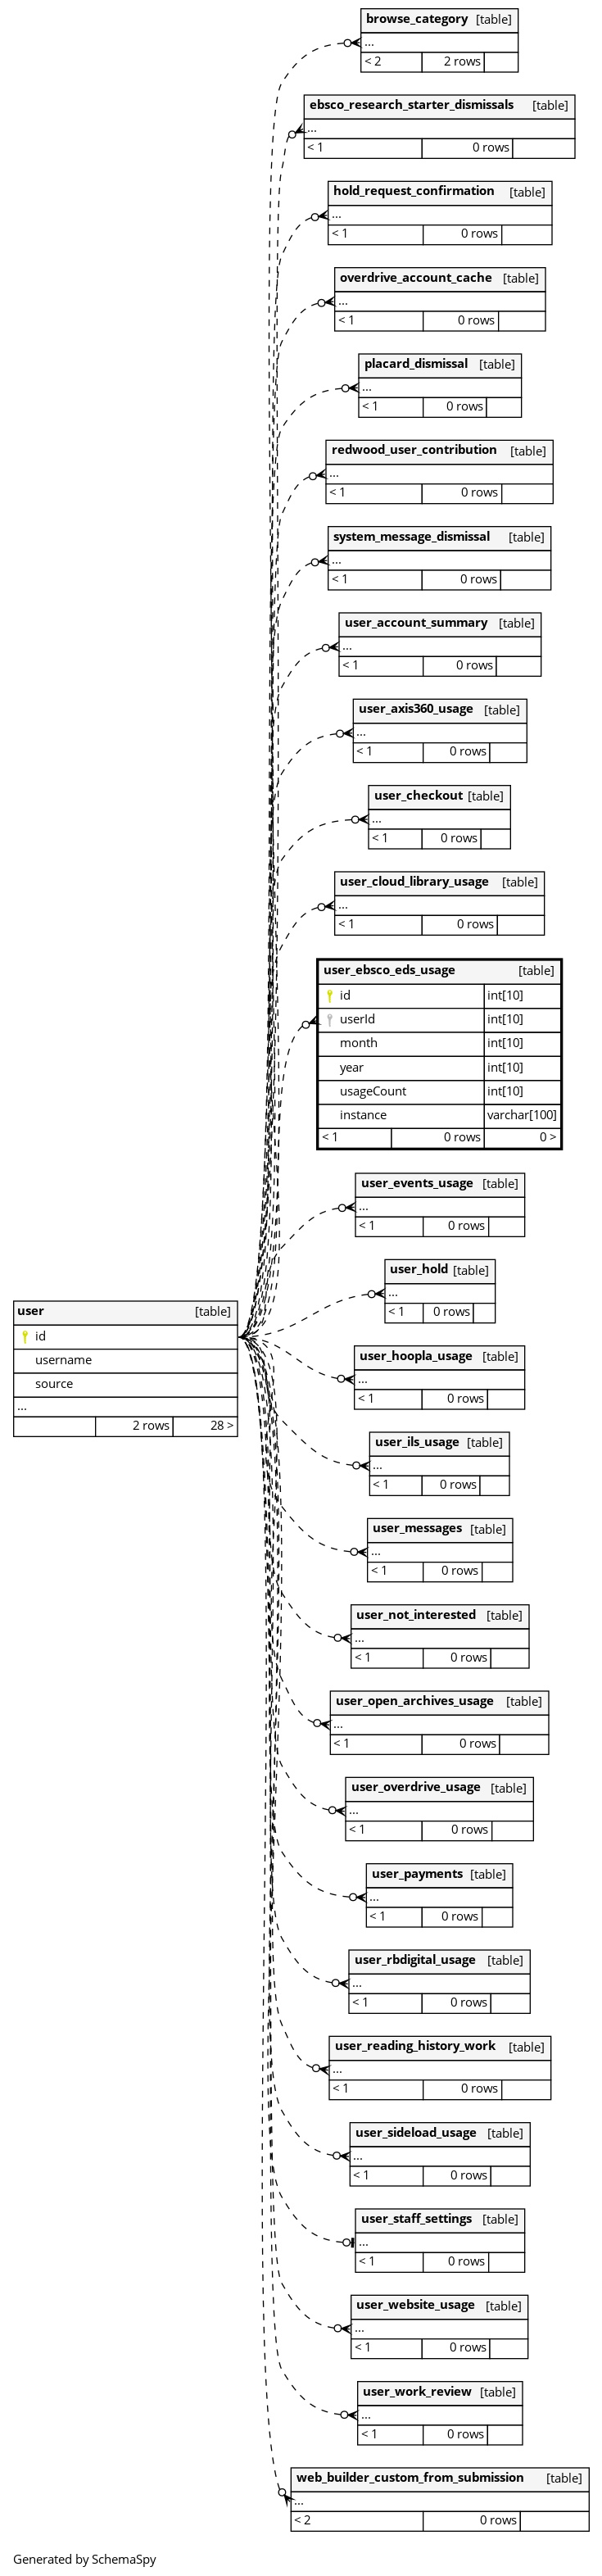 browse_category [table]
...
< 2 2 rows
ebsco_research_starter_dismissals [table]
...
< 1 0 rows
hold_request_confirmation [table]
...
< 1 0 rows
overdrive_account_cache [table]
...
< 1 0 rows
placard_dismissal [table]
...
< 1 0 rows
redwood_user_contribution [table]
...
< 1 0 rows
system_message_dismissal [table]
...
< 1 0 rows
user_account_summary [table]
...
< 1 0 rows
user_axis360_usage [table]
...
< 1 0 rows
user_checkout [table]
...
< 1 0 rows
user_cloud_library_usage [table]
...
< 1 0 rows
user_ebsco_eds_usage [table]
id int[10]
userId int[10]
month int[10]
year int[10]
usageCount int[10]
instance varchar[100]
< 1 0 rows 0 >
user_events_usage [table]
...
< 1 0 rows
user_hold [table]
...
< 1 0 rows
user [table]
id
username
source
...
2 rows 28 >
user_hoopla_usage [table]
...
< 1 0 rows
user_ils_usage [table]
...
< 1 0 rows
user_messages [table]
...
< 1 0 rows
user_not_interested [table]
...
< 1 0 rows
user_open_archives_usage [table]
...
< 1 0 rows
user_overdrive_usage [table]
...
< 1 0 rows
user_payments [table]
...
< 1 0 rows
user_rbdigital_usage [table]
...
< 1 0 rows
user_reading_history_work [table]
...
< 1 0 rows
user_sideload_usage [table]
...
< 1 0 rows
user_staff_settings [table]
...
< 1 0 rows
user_website_usage [table]
...
< 1 0 rows
user_work_review [table]
...
< 1 0 rows
web_builder_custom_from_submission [table]
...
< 2 0 rows
Generated by SchemaSpy